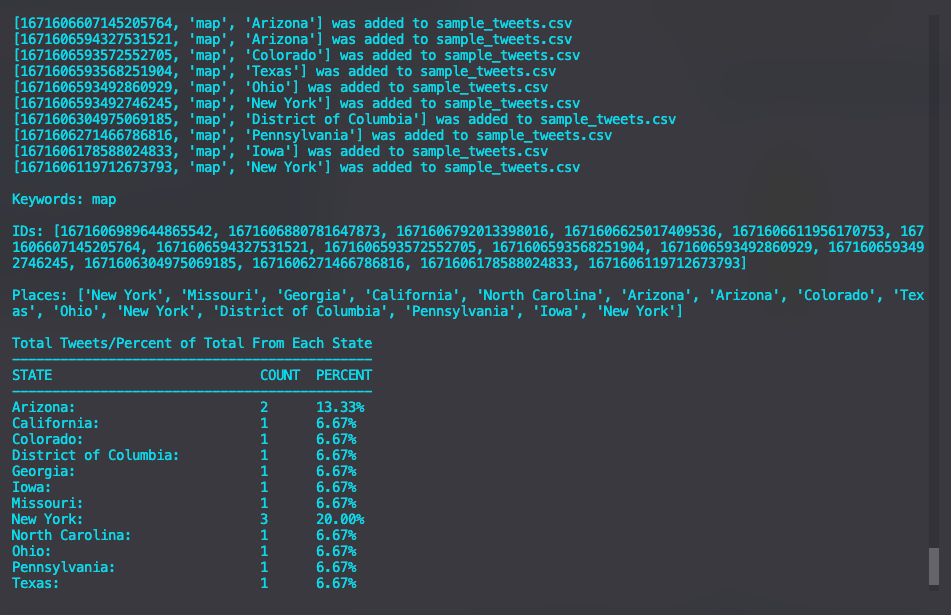 [1671606607145205764, 'map', 'Arizona'] was added to sample_tweets.csv
[1671606594327531521, 'map', 'Arizona'] was added to sample_tweets.csv
[1671606593572552705, 'map', 'Colorado'] was added to sample_tweets.csv
[1671606593568251904, 'map', 'Texas'] was added to sample_tweets.csv
[1671606593492860929, 'map', 'Ohio'] was added to sample_tweets.csv
[1671606593492746245, 'map', 'New York'] was added to sample_tweets.csv
[1671606304975069185, 'map', 'District of Columbia'] was added to sample_tweets.csv
[1671606271466786816, 'map', 'Pennsylvania'] was added to sample_tweets.csv
[1671606178588024833, 'map', 'Iowa'] was added to sample_tweets.csv
[1671606119712673793, 'map', 'New York'] was added to sample_tweets.csv
Keywords: map
IDs: [1671606989644865542, 1671606880781647873, 1671606792013398016, 1671606625017409536, 1671606611956170753, 167
1606607145205764, 1671606594327531521, 1671606593572552705, 1671606593568251904, 1671606593492860929, 167160659349
2746245, 1671606304975069185, 1671606271466786816, 1671606178588024833, 1671606119712673793]
Places: ['New York', 'Missouri', 'Georgia', 'California', 'North Carolina', 'Arizona', 'Arizona', 'Colorado', 'Tex
as', 'Ohio', 'New York', 'District of Columbia', 'Pennsylvania', 'Iowa', 'New York']
Total Tweets/Percent of Total From Each State
STATE COUNT PERCENT
Arizona: 2 13.33%
California: 1 6.67%
Colorado: 1 6.67%
District of Columbia: 1 6.67%
Georgia: 1 6.67%
Iowa: 1 6.67%
Missouri: 1 6.67%
New York: 3 20.00%
North Carolina: 1 6.67%
Ohio: 1 6.67%
Pennsylvania: 1 6.67%
Texas: 1 6.67%